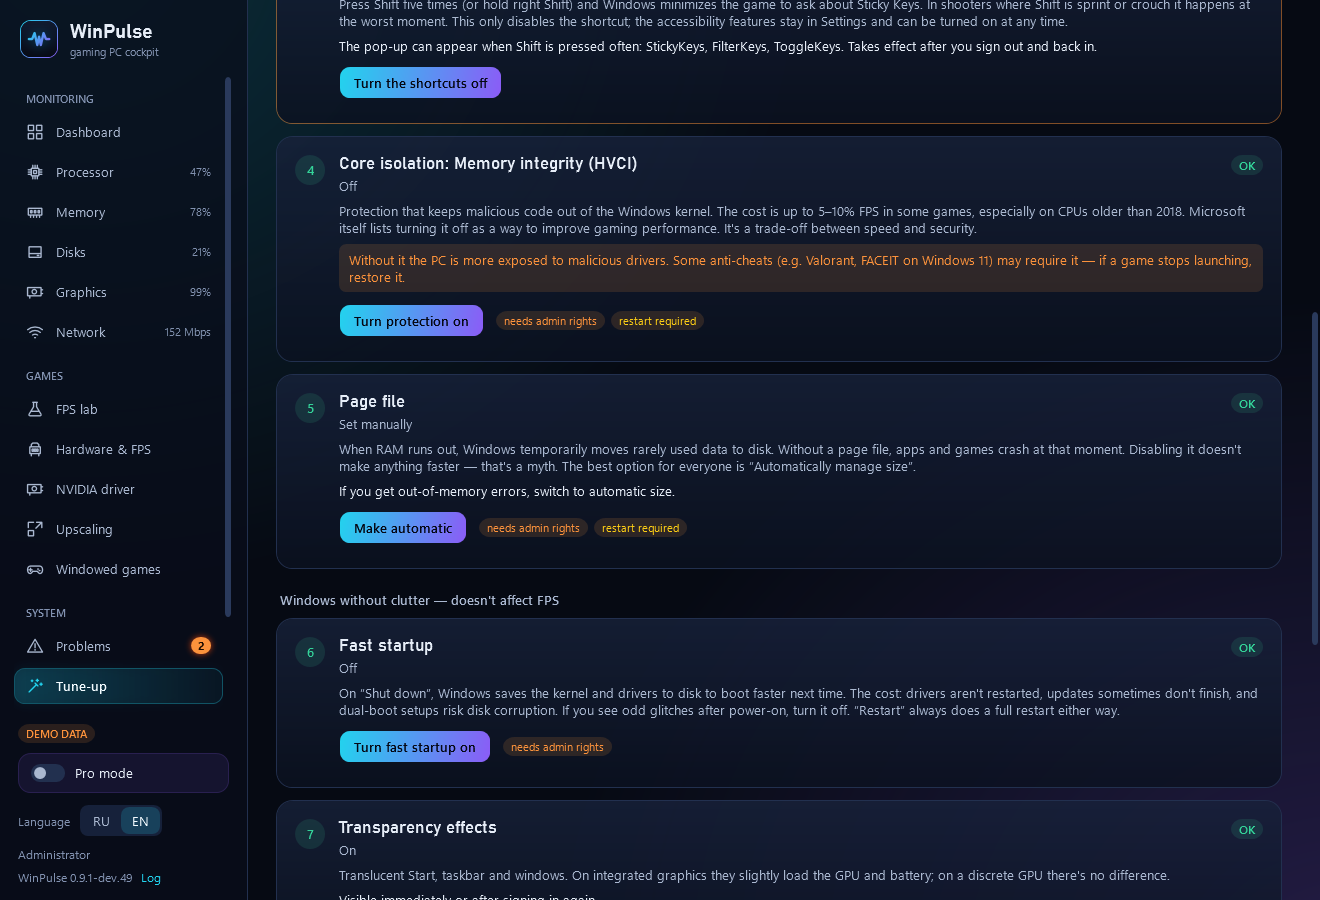 WinPulse
gaming PC cockpit
MONITORING
Dashboard
Processor 47%
Memory 78%
Disks 21%
Graphics 99%
Network 152 Mbps
GAMES
FPS lab
Hardware & FPS
NVIDIA driver
Upscaling
Windowed games
SYSTEM
Problems 2
Tune-up
DEMO DATA
Pro mode
Language RU EN
Administrator
WinPulse 0.9.1-dev.49 Log
Press Shift five times (or hold right Shift) and Windows minimizes the game to ask about Sticky Keys. In shooters where Shift is sprint or crouch it happens at
the worst moment. This only disables the shortcut; the accessibility features stay in Settings and can be turned on at any time.
The pop-up can appear when Shift is pressed often: StickyKeys, FilterKeys, ToggleKeys. Takes effect after you sign out and back in.
Turn the shortcuts off
4 Core isolation: Memory integrity (HVCI) OK
Off
Protection that keeps malicious code out of the Windows kernel. The cost is up to 5–10% FPS in some games, especially on CPUs older than 2018. Microsoft
itself lists turning it off as a way to improve gaming performance. It's a trade-off between speed and security.
Without it the PC is more exposed to malicious drivers. Some anti-cheats (e.g. Valorant, FACEIT on Windows 11) may require it — if a game stops launching,
restore it.
Turn protection on needs admin rights restart required
5 Page file OK
Set manually
When RAM runs out, Windows temporarily moves rarely used data to disk. Without a page file, apps and games crash at that moment. Disabling it doesn't
make anything faster — that's a myth. The best option for everyone is “Automatically manage size”.
If you get out-of-memory errors, switch to automatic size.
Make automatic needs admin rights restart required
Windows without clutter — doesn't affect FPS
6 Fast startup OK
Off
On “Shut down”, Windows saves the kernel and drivers to disk to boot faster next time. The cost: drivers aren't restarted, updates sometimes don't finish, and
dual-boot setups risk disk corruption. If you see odd glitches after power-on, turn it off. “Restart” always does a full restart either way.
Turn fast startup on needs admin rights
7 Transparency effects OK
On
Translucent Start, taskbar and windows. On integrated graphics they slightly load the GPU and battery; on a discrete GPU there's no difference.
Visible immediately or after signing in again.